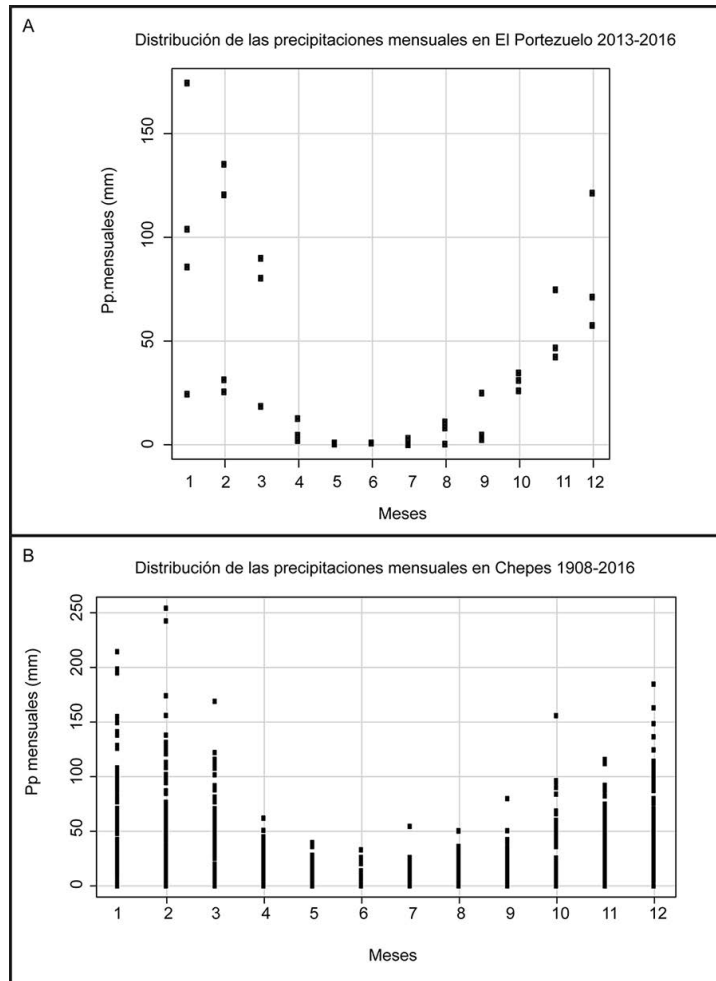 A
Distribución de las precipitaciones mensuales en El Portezuelo 2013-2016
Pp.mensuales (mm)
150
100
50
0
1 2 3 4 5 6 7 8 9 10 11 12
Meses
B
Distribución de las precipitaciones mensuales en Chepes 1908-2016
Pp mensuales (mm)
250
200
150
100
50
0
1 2 3 4 5 6 7 8 9 10 11 12
Meses